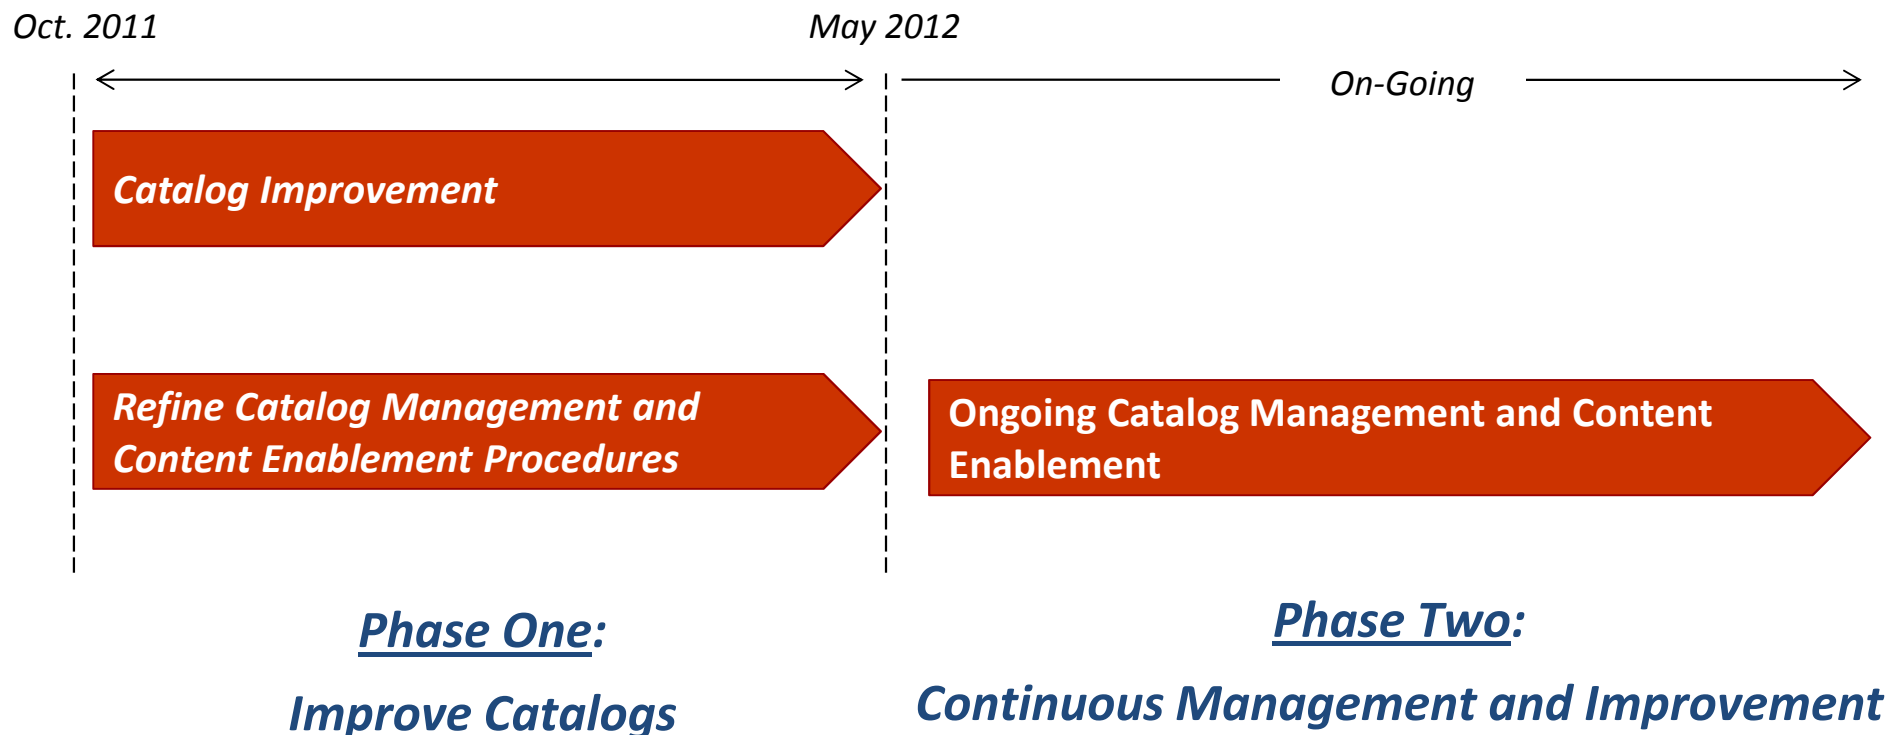 Oct. 2011
May 2012
On-Going
Catalog Improvement
Refine Catalog Management and
Content Enablement Procedures
Ongoing Catalog Management and Content
Enablement
Phase One:
Improve Catalogs
Phase Two:
Continuous Management and Improvement